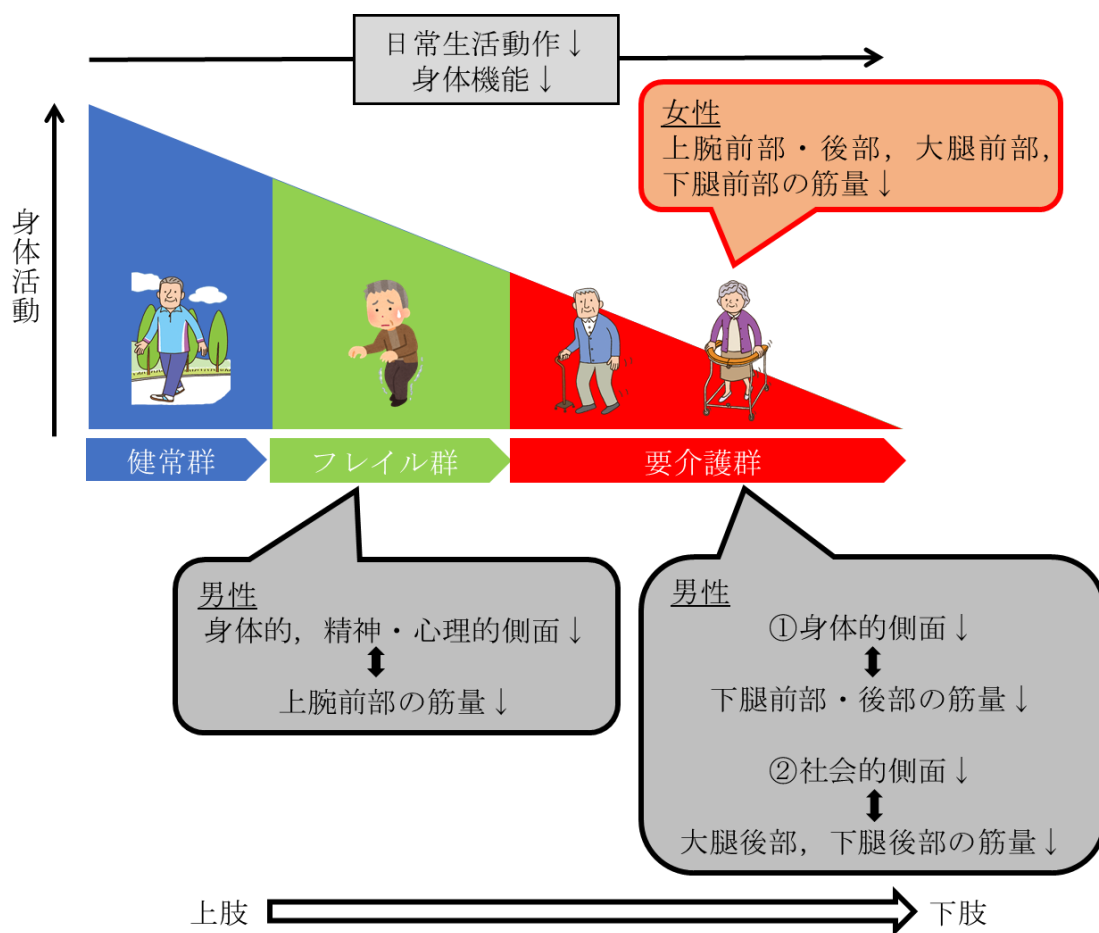 日常生活動作↓
身体機能↓
女性
上腕前部・後部，大腿前部，
下腿前部の筋量↓
身体活動
健常群
フレイル群
要介護群
男性
身体的，精神・心理的側面↓
上腕前部の筋量↓
男性
①身体的側面↓
下腿前部・後部の筋量↓
②社会的側面↓
大腿後部，下腿後部の筋量↓
上肢
下肢